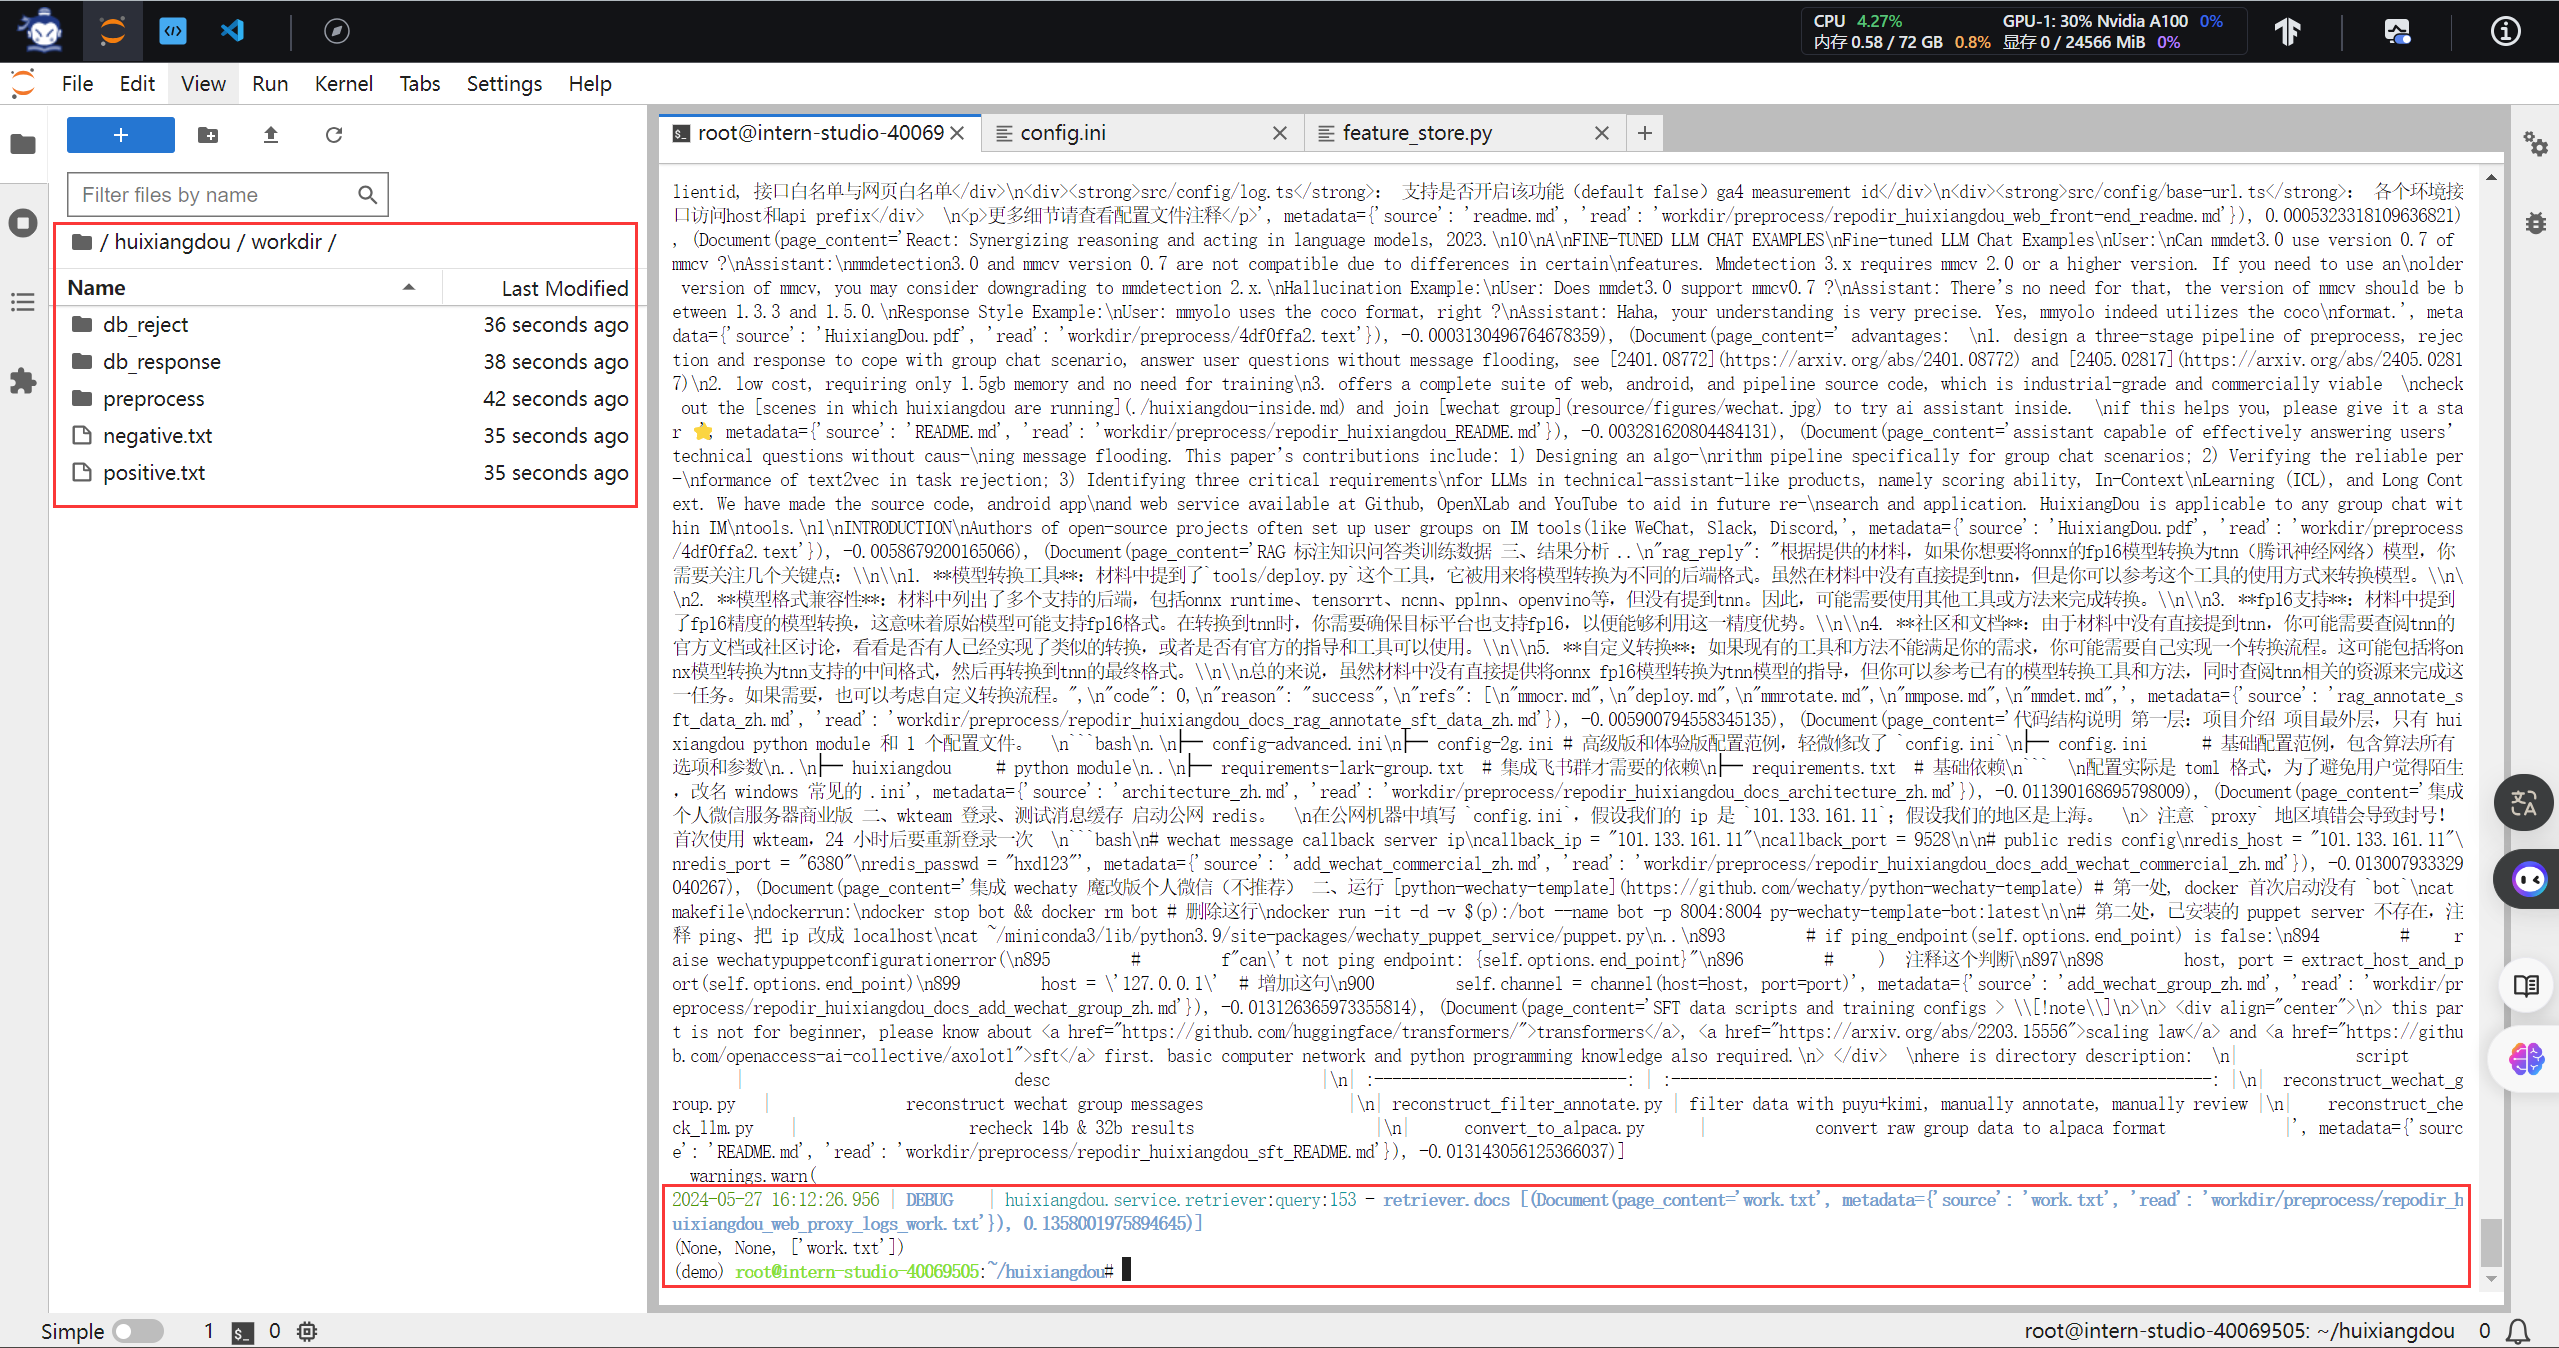 CPU 4.27%
GPU-1: 30% Nvidia A100 0%
内存 0.58 / 72 GB 0.8%
显存 0 / 24566 MiB 0%
File Edit View Run Kernel Tabs Settings Help
+
Filter files by name
/ huixiangdou / workdir /
Name Last Modified
db_reject 36 seconds ago
db_response 38 seconds ago
preprocess 42 seconds ago
negative.txt 35 seconds ago
positive.txt 35 seconds ago
root@intern-studio-40069 config.ini feature_store.py
lientid, 接口白名单与网页白名单</div>\n<div><strong>src/config/log.ts</strong>： 支持是否开启该功能（default false）ga4 measurement id</div>\n<div><strong>src/config/base-url.ts</strong>： 各个环境接
口访问host和api prefix</div>  \n<p>更多细节请查看配置文件注释</p>', metadata={'source': 'readme.md', 'read': 'workdir/preprocess/repodir_huixiangdou_web_front-end_readme.md'}), 0.0005323318109636821)
, (Document(page_content='React: Synergizing reasoning and acting in language models, 2023.\n10\nA\nFINE-TUNED LLM CHAT EXAMPLES\nFine-tuned LLM Chat Examples\nUser:\nCan mmdet3.0 use version 0.7 of
mmcv ?\nAssistant:\nmmdetection3.0 and mmcv version 0.7 are not compatible due to differences in certain\nfeatures. Mmdetection 3.x requires mmcv 2.0 or a higher version. If you need to use an\nolder
version of mmcv, you may consider downgrading to mmdetection 2.x.\nHallucination Example:\nUser: Does mmdet3.0 support mmcv0.7 ?\nAssistant: There's no need for that, the version of mmcv should be b
etween 1.3.3 and 1.5.0.\nResponse Style Example:\nUser: mmyolo uses the coco format, right ?\nAssistant: Haha, your understanding is very precise. Yes, mmyolo indeed utilizes the coco\nformat.', meta
data={'source': 'HuixiangDou.pdf', 'read': 'workdir/preprocess/4df0ffa2.text'}), -0.0003130496764678359), (Document(page_content=' advantages:  \n1. design a three-stage pipeline of preprocess, rejec
tion and response to cope with group chat scenario, answer user questions without message flooding, see [2401.08772](https://arxiv.org/abs/2401.08772) and [2405.02817](https://arxiv.org/abs/2405.0281
7)\n2. low cost, requiring only 1.5gb memory and no need for training\n3. offers a complete suite of web, android, and pipeline source code, which is industrial-grade and commercially viable  \ncheck
out the [scenes in which huixiangdou are running](./huixiangdou-inside.md) and join [wechat group](resource/figures/wechat.jpg) to try ai assistant inside.  \nif this helps you, please give it a sta
r ⭐', metadata={'source': 'README.md', 'read': 'workdir/preprocess/repodir_huixiangdou_README.md'}), -0.003281620804484131), (Document(page_content='assistant capable of effectively answering users'
technical questions without caus-\ning message flooding. This paper's contributions include: 1) Designing an algo-\nrithm pipeline specifically for group chat scenarios; 2) Verifying the reliable per
-\nformance of text2vec in task rejection; 3) Identifying three critical requirements\nfor LLMs in technical-assistant-like products, namely scoring ability, In-Context\nLearning (ICL), and Long Cont
ext. We have made the source code, android app\nand web service available at Github, OpenXLab and YouTube to aid in future re-\nsearch and application. HuixiangDou is applicable to any group chat wit
hin IM\ntools.\n1\nINTRODUCTION\nAuthors of open-source projects often set up user groups on IM tools(like WeChat, Slack, Discord,', metadata={'source': 'HuixiangDou.pdf', 'read': 'workdir/preprocess
/4df0ffa2.text'}), -0.0058679200165066), (Document(page_content='RAG 标注知识问答类训练数据 三、结果分析 ..\n"rag_reply": "根据提供的材料，如果你想要将onnx的fp16模型转换为tnn（腾讯神经网络）模型，你
需要关注几个关键点：\\n\\n1. **模型转换工具**：材料中提到了`tools/deploy.py`这个工具，它被用来将模型转换为不同的后端格式。虽然在材料中没有直接提到tnn，但是你可以参考这个工具的使用方式来转换模型。\\n\
\n2. **模型格式兼容性**：材料中列出了多个支持的后端，包括onnx runtime、tensorrt、ncnn、pplnn、openvino等，但没有提到tnn。因此，可能需要使用其他工具或方法来完成转换。\\n\\n3. **fp16支持**：材料中提到
了fp16精度的模型转换，这意味着原始模型可能支持fp16格式。在转换到tnn时，你需要确保目标平台也支持fp16，以便能够利用这一精度优势。\\n\\n4. **社区和文档**：由于材料中没有直接提到tnn，你可能需要查阅tnn的
官方文档或社区讨论，看看是否有人已经实现了类似的转换，或者是否有官方的指导和工具可以使用。\\n\\n5. **自定义转换**：如果现有的工具和方法不能满足你的需求，你可能需要自己实现一个转换流程。这可能包括将on
nx模型转换为tnn支持的中间格式，然后再转换到tnn的最终格式。\\n\\n总的来说，虽然材料中没有直接提供将onnx fp16模型转换为tnn模型的指导，但你可以参考已有的模型转换工具和方法，同时查阅tnn相关的资源来完成这
一任务。如果需要，也可以考虑自定义转换流程。",\n"code": 0,\n"reason": "success",\n"refs": [\n"mmocr.md",\n"deploy.md",\n"mmrotate.md",\n"mmpose.md",\n"mmdet.md",', metadata={'source': 'rag_annotate_s
ft_data_zh.md', 'read': 'workdir/preprocess/repodir_huixiangdou_docs_rag_annotate_sft_data_zh.md'}), -0.005900794558345135), (Document(page_content='代码结构说明 第一层：项目介绍 项目最外层，只有 hui
xiangdou python module 和 1 个配置文件。  \n```bash\n.\n├── config-advanced.ini\n├── config-2g.ini # 高级版和体验版配置范例，轻微修改了 `config.ini`\n├── config.ini      # 基础配置范例，包含算法所有
选项和参数\n..\n├── huixiangdou     # python module\n..\n├── requirements-lark-group.txt  # 集成飞书群才需要的依赖\n├── requirements.txt  # 基础依赖\n```  \n配置实际是 toml 格式，为了避免用户觉得陌生
，改名 windows 常见的 .ini', metadata={'source': 'architecture_zh.md', 'read': 'workdir/preprocess/repodir_huixiangdou_docs_architecture_zh.md'}), -0.011390168695798009), (Document(page_content='集成
个人微信服务器商业版 二、wkteam 登录、测试消息缓存 启动公网 redis。  \n在公网机器中填写 `config.ini`，假设我们的 ip 是 `101.133.161.11`；假设我们的地区是上海。  \n> 注意 `proxy` 地区填错会导致封号！
首次使用 wkteam，24 小时后要重新登录一次  \n```bash\n# wechat message callback server ip\ncallback_ip = "101.133.161.11"\ncallback_port = 9528\n\n# public redis config\nredis_host = "101.133.161.11"\
nredis_port = "6380"\nredis_passwd = "hxd123"', metadata={'source': 'add_wechat_commercial_zh.md', 'read': 'workdir/preprocess/repodir_huixiangdou_docs_add_wechat_commercial_zh.md'}), -0.013007933329
040267), (Document(page_content='集成 wechaty 魔改版个人微信（不推荐） 二、运行 [python-wechaty-template](https://github.com/wechaty/python-wechaty-template) # 第一处, docker 首次启动没有 `bot`\ncat
makefile\ndockerrun:\ndocker stop bot && docker rm bot # 删除这行\ndocker run -it -d -v $(p):/bot --name bot -p 8004:8004 py-wechaty-template-bot:latest\n\n# 第二处，已安装的 puppet server 不存在，注
释 ping、把 ip 改成 localhost\ncat ~/miniconda3/lib/python3.9/site-packages/wechaty_puppet_service/puppet.py\n..\n893         # if ping_endpoint(self.options.end_point) is false:\n894         #     r
aise wechatypuppetconfigurationerror(\n895         #         f"can\'t not ping endpoint: {self.options.end_point}"\n896         #     )  注释这个判断\n897\n898         host, port = extract_host_and_p
ort(self.options.end_point)\n899         host = \'127.0.0.1\'  # 增加这句\n900         self.channel = channel(host=host, port=port)', metadata={'source': 'add_wechat_group_zh.md', 'read': 'workdir/pr
eprocess/repodir_huixiangdou_docs_add_wechat_group_zh.md'}), -0.013126365973355814), (Document(page_content='SFT data scripts and training configs > \\[!note\\]\n>\n> <div align="center">\n> this par
t is not for beginner, please know about <a href="https://github.com/huggingface/transformers/">transformers</a>, <a href="https://arxiv.org/abs/2203.15556">scaling law</a> and <a href="https://githu
b.com/openaccess-ai-collective/axolotl">sft</a> first. basic computer network and python programming knowledge also required.\n> </div>  \nhere is directory description:  \n|             script
|                              desc                              |\n| :----------------------------: | :------------------------------------------------------------: |\n|  reconstruct_wechat_g
roup.py   |               reconstruct wechat group messages                |\n| reconstruct_filter_annotate.py | filter data with puyu+kimi, manually annotate, manually review |\n|    reconstruct_che
ck_llm.py    |                   recheck 14b & 32b results                    |\n|      convert_to_alpaca.py      |            convert raw group data to alpaca format             |', metadata={'sourc
e': 'README.md', 'read': 'workdir/preprocess/repodir_huixiangdou_sft_README.md'}), -0.013143056125366037)]
warnings.warn(
2024-05-27 16:12:26.956 | DEBUG    | huixiangdou.service.retriever:query:153 - retriever.docs [(Document(page_content='work.txt', metadata={'source': 'work.txt', 'read': 'workdir/preprocess/repodir_h
uixiangdou_web_proxy_logs_work.txt'}), 0.1358001975894645)]
(None, None, ['work.txt'])
(demo) root@intern-studio-40069505:~/huixiangdou#
Simple 1 0 root@intern-studio-40069505: ~/huixiangdou 0